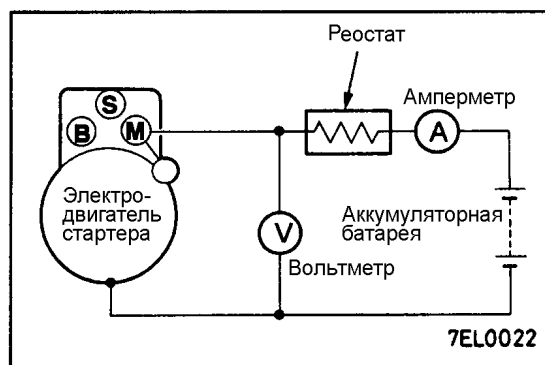 Реостат
Амперметр
S
B
M
A
Электро-
двигатель
стартера
V
Вольтметр
Аккумуляторная
батарея
7EL0022